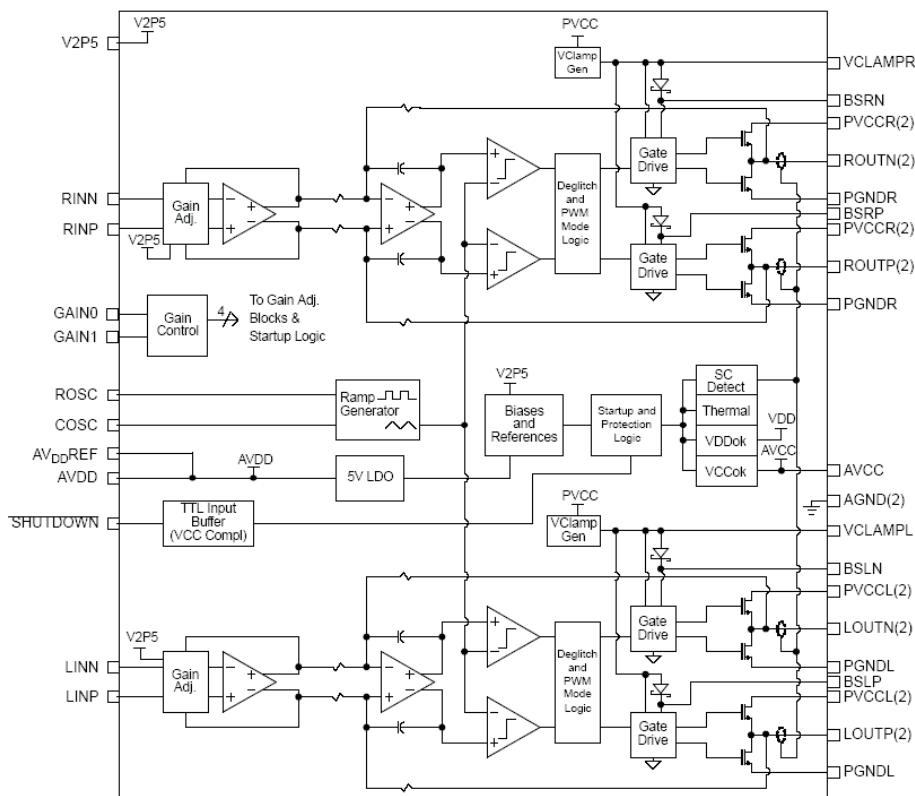 V2P5
V2P5
PVCC
VClamp
Gen
VCLAMPR
BSRN
PVCCR(2)
ROUTN(2)
PGNDR
BSRP
PVCCR(2)
ROUTP(2)
PGNDR
Gate
Drive
Gate
Drive
Deglitch
and
PWM
Mode
Logic
RINN
RINP
Gain
Adj.
V2P5
− −
+ +
− +
+ −
+
−
−
+
GAIN0
GAIN1
Gain
Control
4
To Gain Adj.
Blocks &
Startup Logic
ROSC
COSC
Ramp
Generator
V2P5
Biases
and
References
Startup and
Protection
Logic
SC
Detect
Thermal
VDDok
VCCok
VDD
AVCC
AVCC
AGND(2)
AVDDREF
AVDD
AVDD
5V LDO
SHUTDOWN
TTL Input
Buffer
(VCC Compl)
PVCC
VClamp
Gen
VCLAMPL
BSLN
PVCCL(2)
LOUTN(2)
PGNDL
BSLP
PVCCL(2)
LOUTP(2)
PGNDL
Gate
Drive
Gate
Drive
Deglitch
and
PWM
Mode
Logic
V2P5
LINN
LINP
Gain
Adj.
− −
+ +
− +
+ −
+
−
−
+